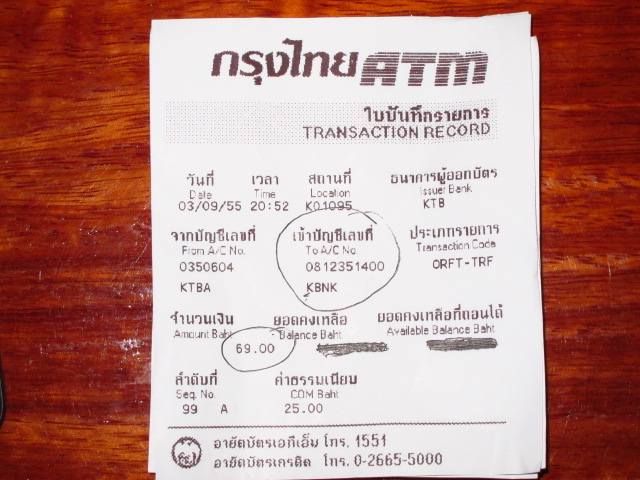 กรุงไทย ATM
ใบบันทึกรายการ
TRANSACTION RECORD
วันที่ เวลา สถานที่ ธนาคารผู้ออกบัตร
Date Time Location Issuer Bank
03/09/55 20:52 K01095 KTB
จากบัญชีเลขที่ เข้าบัญชีเลขที่ ประเภทรายการ
From A/C No. To A/C No. Transaction Code
0350604 0812351400 ORFT-TRF
KTBA KBNK
จำนวนเงิน ยอดคงเหลือ ยอดคงเหลือที่ถอนได้
Amount Baht Balance Baht Available Balance Baht
69.00
ลำดับที่ ค่าธรรมเนียม
Seq. No. COM Baht
99 A 25.00
อายัดบัตรเอทีเอ็ม โทร. 1551
อายัดบัตรเครดิต โทร. 0-2665-5000